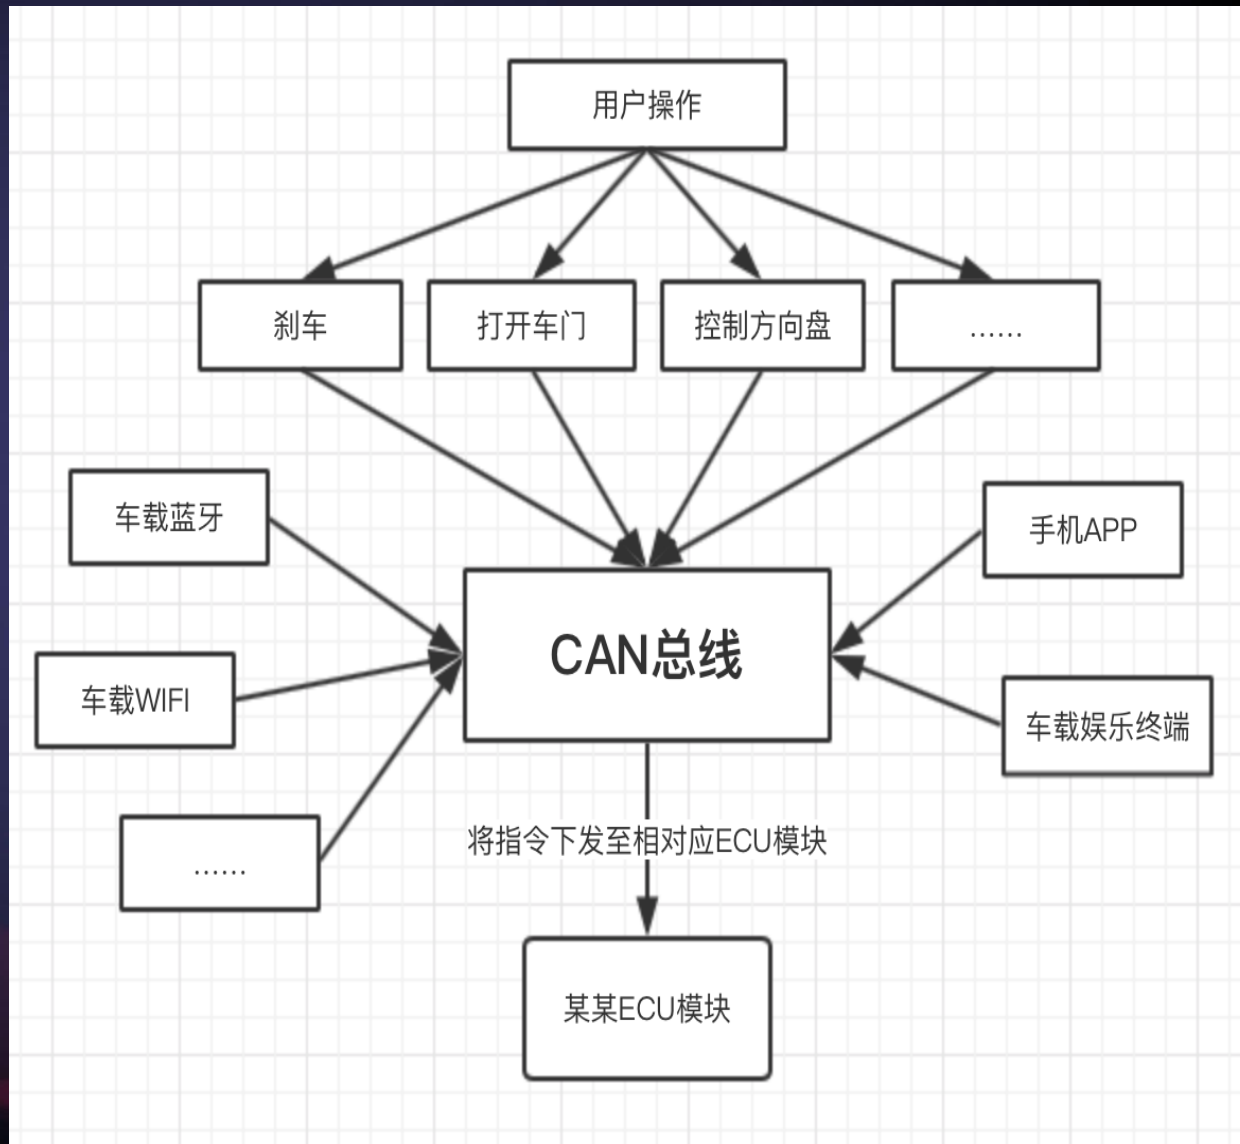 用户操作
刹车
打开车门
控制方向盘
……
车载蓝牙
手机APP
CAN总线
车载WIFI
车载娱乐终端
将指令下发至相对应ECU模块
……
某某ECU模块